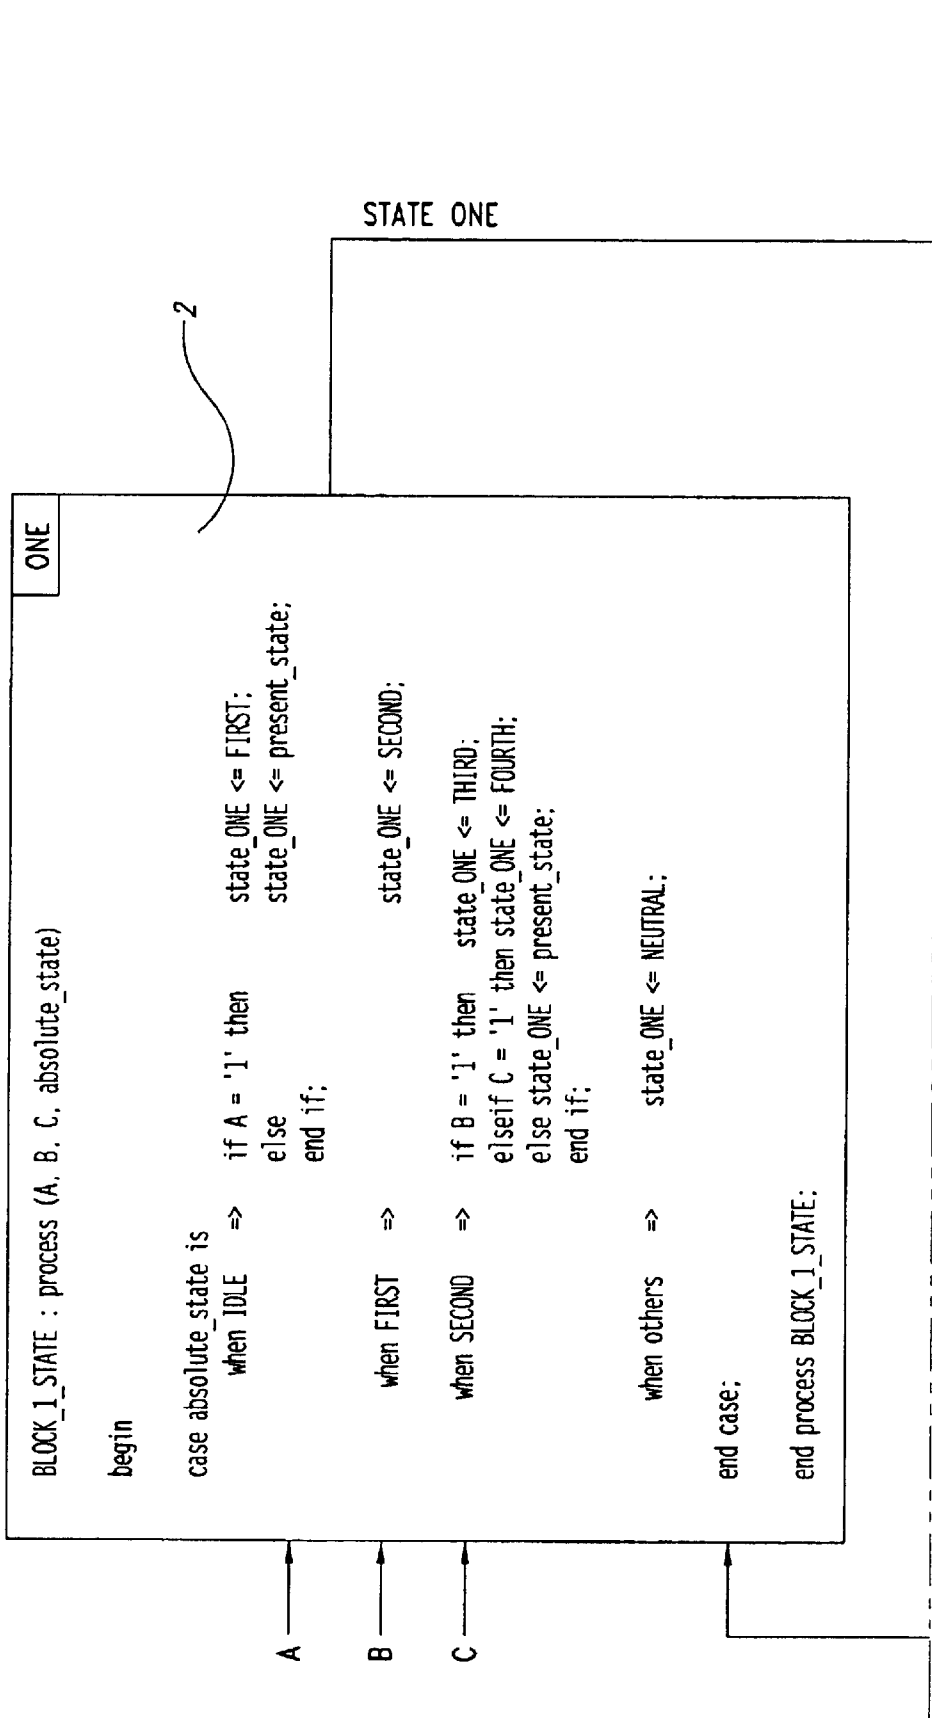 ONE
2
STATE ONE
BLOCK_1_STATE : process (A, B, C, absolute_state)
begin
case absolute_state is
when IDLE => if A = '1' then state_ONE <= FIRST;
else state_ONE <= present_state;
end if;
when FIRST => state_ONE <= SECOND;
when SECOND => if B = '1' then state_ONE <= THIRD;
elseif C = '1' then state_ONE <= FOURTH;
else state_ONE <= present_state;
end if;
when others => state_ONE <= NEUTRAL;
end case;
end process BLOCK_1_STATE;
A
B
C